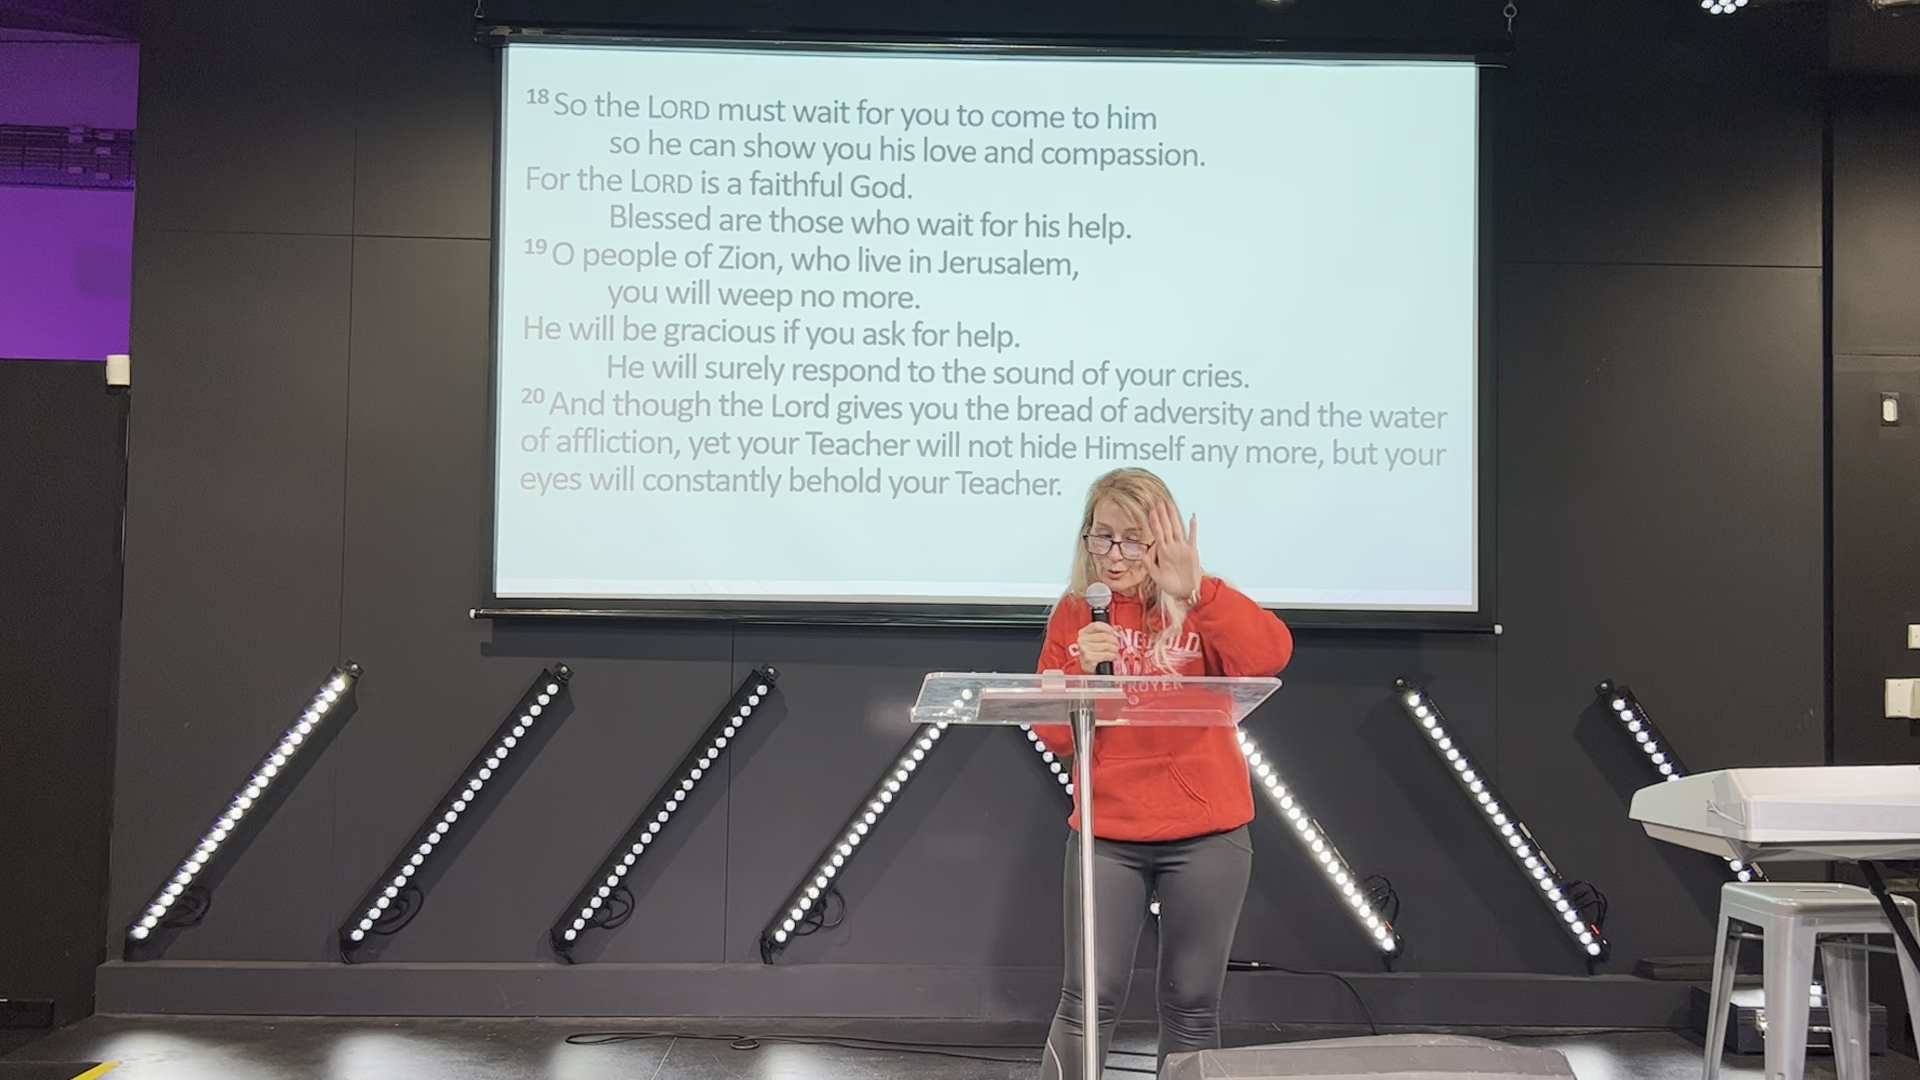 18 So the LORD must wait for you to come to him
so he can show you his love and compassion.
For the LORD is a faithful God.
Blessed are those who wait for his help.
19 O people of Zion, who live in Jerusalem,
you will weep no more.
He will be gracious if you ask for help.
He will surely respond to the sound of your cries.
20 And though the Lord gives you the bread of adversity and the water
of affliction, yet your Teacher will not hide Himself any more, but your
eyes will constantly behold your Teacher.